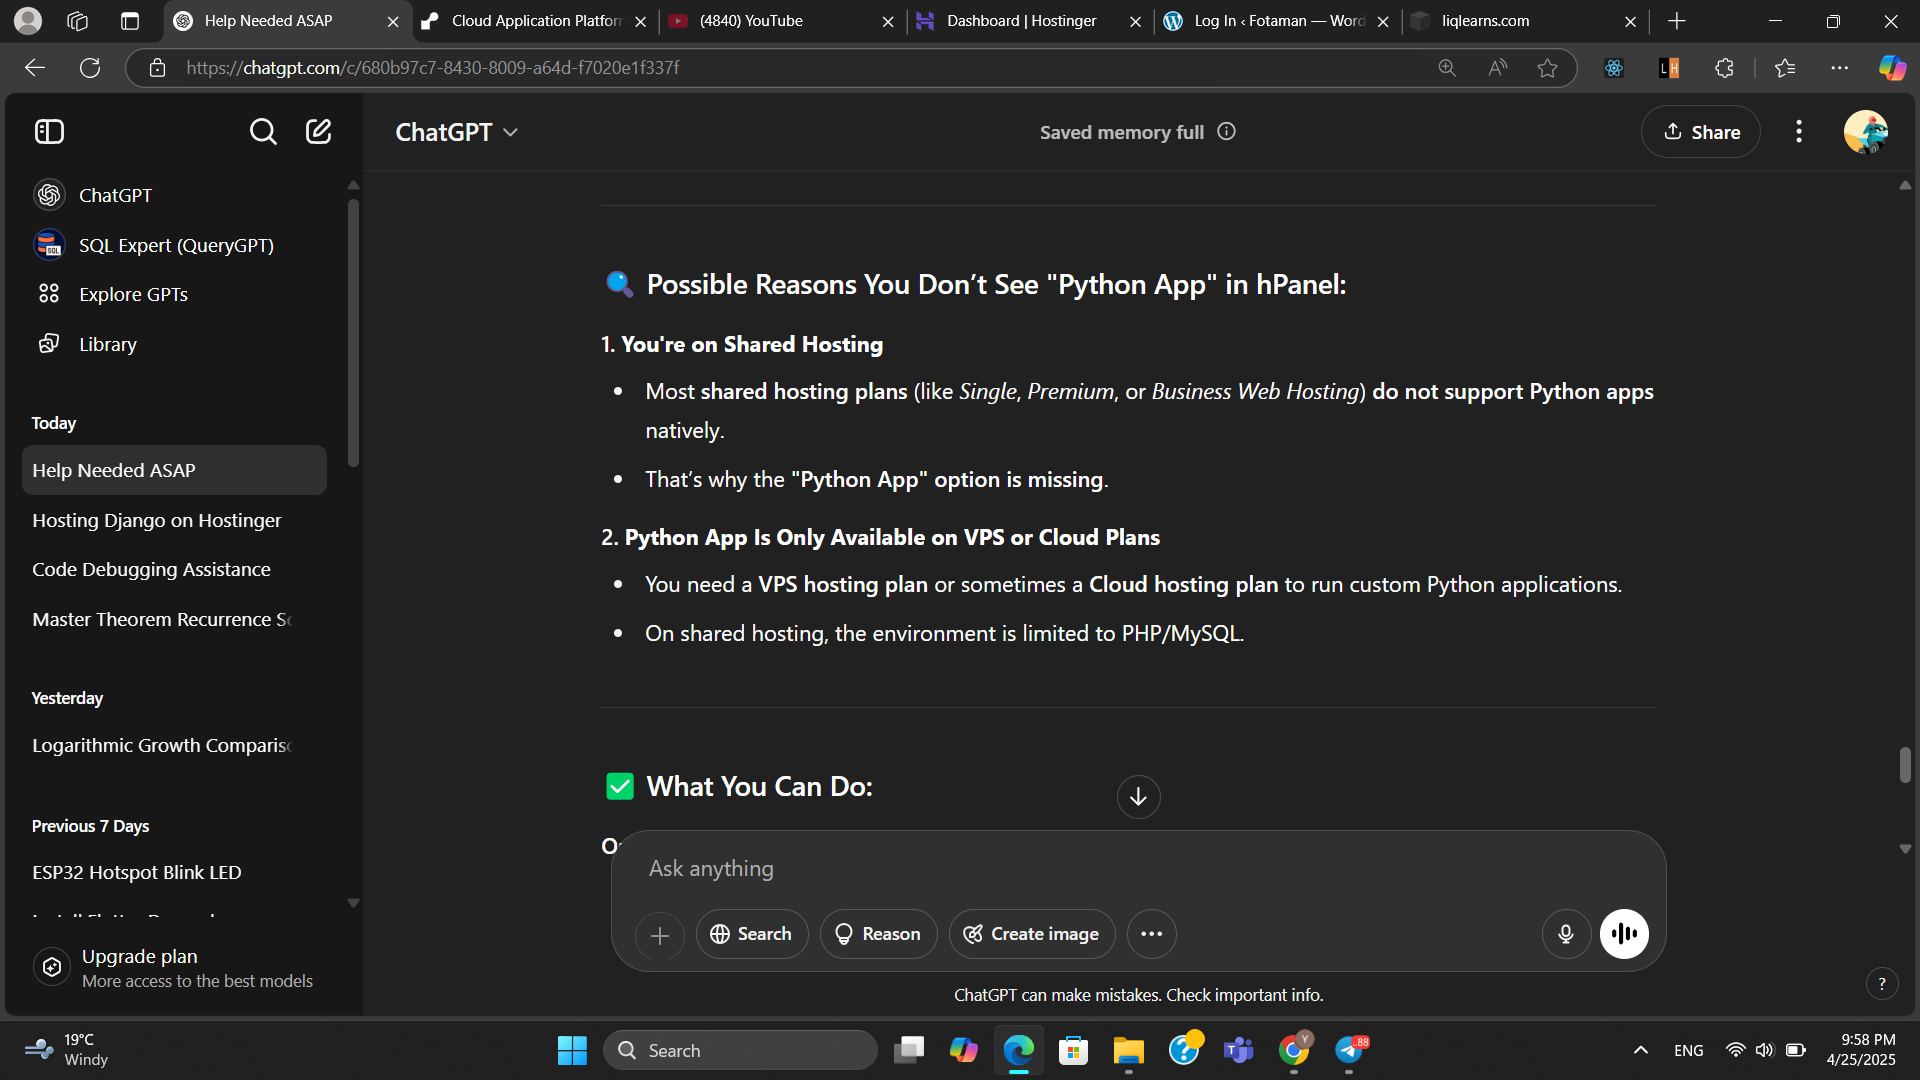 Help Needed ASAP
Cloud Application Platfor
(4840) YouTube
Dashboard | Hostinger
Log In ‹ Fotaman — Word
liqlearns.com
https://chatgpt.com/c/680b97c7-8430-8009-a64d-f7020e1f337f
LH
ChatGPT
Saved memory full
Share
ChatGPT
SQL Expert (QueryGPT)
Explore GPTs
Library
Today
Help Needed ASAP
Hosting Django on Hostinger
Code Debugging Assistance
Master Theorem Recurrence So
Yesterday
Logarithmic Growth Comparisc
Previous 7 Days
ESP32 Hotspot Blink LED
Upgrade plan
More access to the best models
Possible Reasons You Don’t See "Python App" in hPanel:
1. You're on Shared Hosting
• Most shared hosting plans (like Single, Premium, or Business Web Hosting) do not support Python apps
natively.
• That’s why the "Python App" option is missing.
2. Python App Is Only Available on VPS or Cloud Plans
• You need a VPS hosting plan or sometimes a Cloud hosting plan to run custom Python applications.
• On shared hosting, the environment is limited to PHP/MySQL.
What You Can Do:
Ask anything
Search
Reason
Create image
ChatGPT can make mistakes. Check important info.
?
19°C
Windy
Search
88
ENG
9:58 PM
4/25/2025